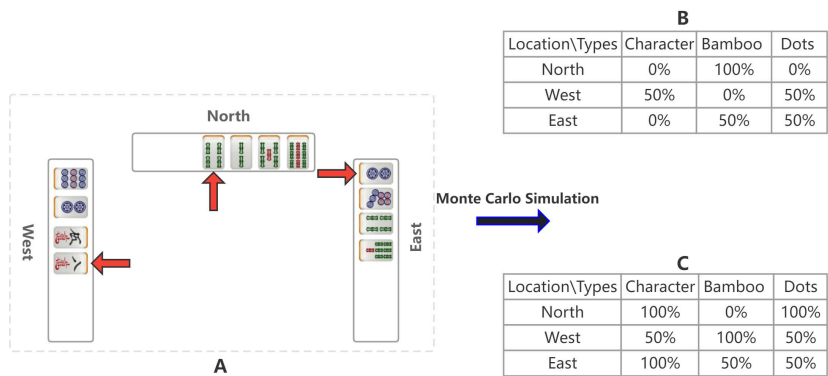 B
Location\Types Character Bamboo Dots
North 0% 100% 0%
West 50% 0% 50%
East 0% 50% 50%
North
West
East
八
A
Monte Carlo Simulation
C
Location\Types Character Bamboo Dots
North 100% 0% 100%
West 50% 100% 50%
East 100% 50% 50%